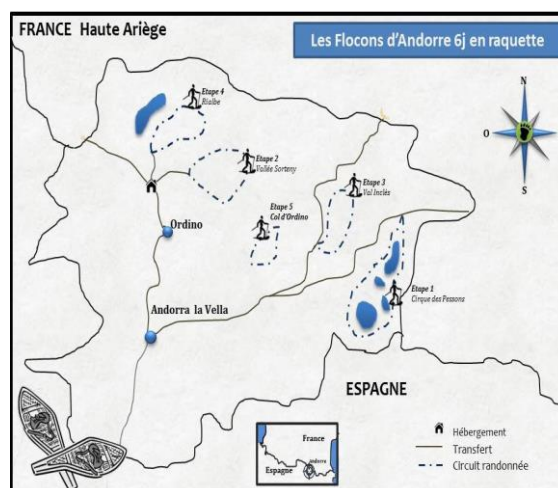 FRANCE Haute Ariège
Les Flocons d'Andorre 6j en raquette
N
O
E
S
Etape 4
Rialbe
Etape 2
Vallée Sorteny
Etape 3
Val Inclès
Etape 5
Col d'Ordino
Ordino
Etape 1
Cirque des Pessons
Andorra la Vella
ESPAGNE
France
andorra
Espagne
Hébergement
Transfert
Circuit randonnée